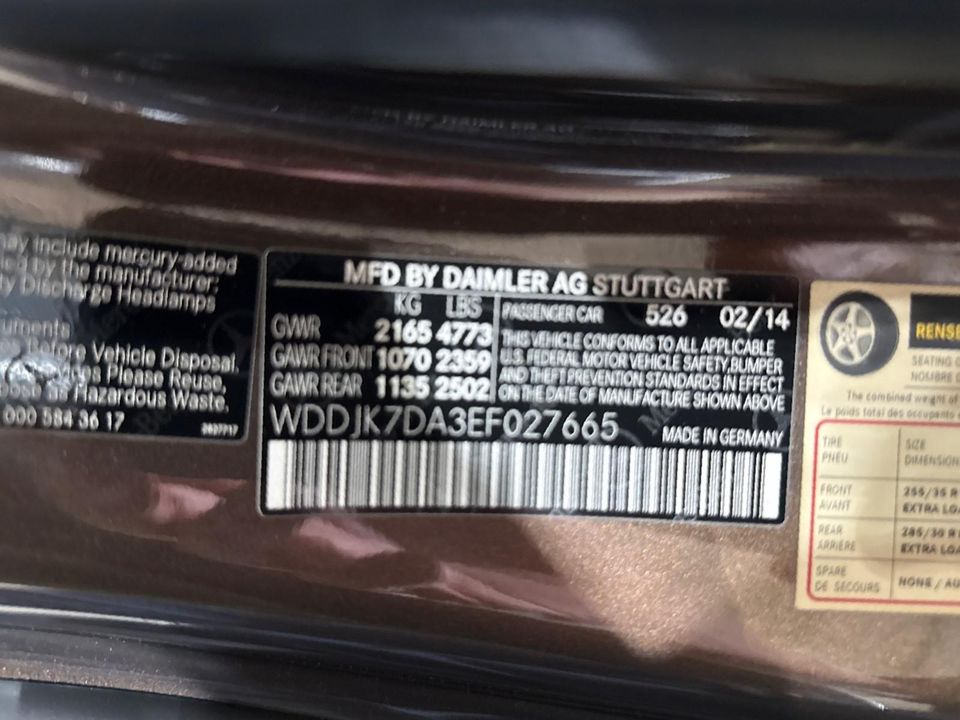 may include mercury-added
by the manufacturer:
Discharge Headlamps
Before Vehicle Disposal,
Please Reuse,
as Hazardous Waste.
000 584 36 17
MFD BY DAIMLER AG STUTTGART
KG LBS
GVWR 2165 4773
GAWR FRONT 1070 2359
GAWR REAR 1135 2502
PASSENGER CAR 526 02/14
THIS VEHICLE CONFORMS TO ALL APPLICABLE
U.S. FEDERAL MOTOR VEHICLE SAFETY, BUMPER
AND THEFT PREVENTION STANDARDS IN EFFECT
ON THE DATE OF MANUFACTURE SHOWN ABOVE
WDDJK7DA3EF027665
MADE IN GERMANY
RENSE
SEATING
NOMBRE
The combined weight of
Le poids total des occupants
TIRE SIZE
PNEU DIMENSION
FRONT 255/35 R
AVANT EXTRA LOA
REAR 285/30 R
ARRIÈRE EXTRA LOA
SPARE
DE SECOURS NONE / AU